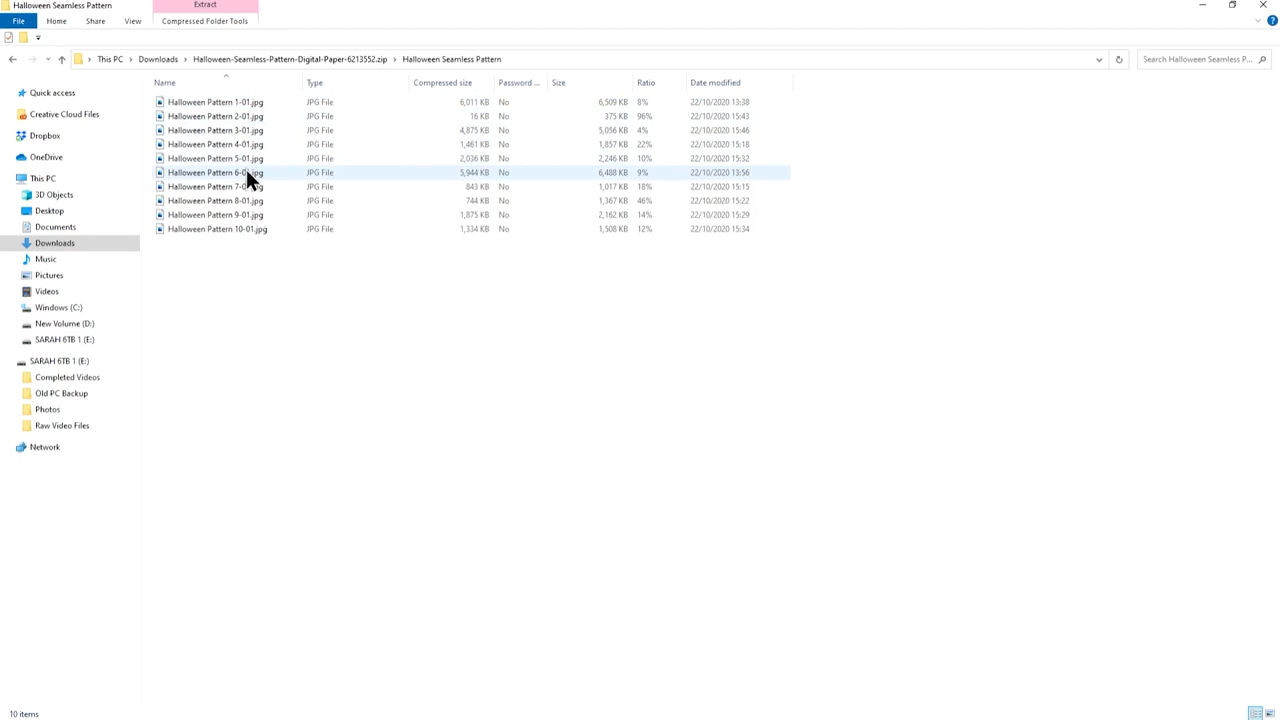 Halloween Seamless Pattern
Extract
File Home Share View Compressed Folder Tools
This PC Downloads Halloween-Seamless-Pattern-Digital-Paper-6213552.zip Halloween Seamless Pattern
Search Halloween Seamless P...
Name Type Compressed size Password ... Size Ratio Date modified
Halloween Pattern 1-01.jpg JPG File 6,011 KB No 6,509 KB 8% 22/10/2020 13:38
Halloween Pattern 2-01.jpg JPG File 16 KB No 375 KB 96% 22/10/2020 15:43
Halloween Pattern 3-01.jpg JPG File 4,875 KB No 5,056 KB 4% 22/10/2020 15:46
Halloween Pattern 4-01.jpg JPG File 1,461 KB No 1,857 KB 22% 22/10/2020 15:18
Halloween Pattern 5-01.jpg JPG File 2,036 KB No 2,246 KB 10% 22/10/2020 15:32
Halloween Pattern 6-01.jpg JPG File 5,944 KB No 6,488 KB 9% 22/10/2020 13:56
Halloween Pattern 7-01.jpg JPG File 843 KB No 1,017 KB 18% 22/10/2020 15:15
Halloween Pattern 8-01.jpg JPG File 744 KB No 1,367 KB 46% 22/10/2020 15:22
Halloween Pattern 9-01.jpg JPG File 1,875 KB No 2,162 KB 14% 22/10/2020 15:29
Halloween Pattern 10-01.jpg JPG File 1,334 KB No 1,508 KB 12% 22/10/2020 15:34
Quick access
Creative Cloud Files
Dropbox
OneDrive
This PC
3D Objects
Desktop
Documents
Downloads
Music
Pictures
Videos
Windows (C:)
New Volume (D:)
SARAH 6TB 1 (E:)
SARAH 6TB 1 (E:)
Completed Videos
Old PC Backup
Photos
Raw Video Files
Network
10 items